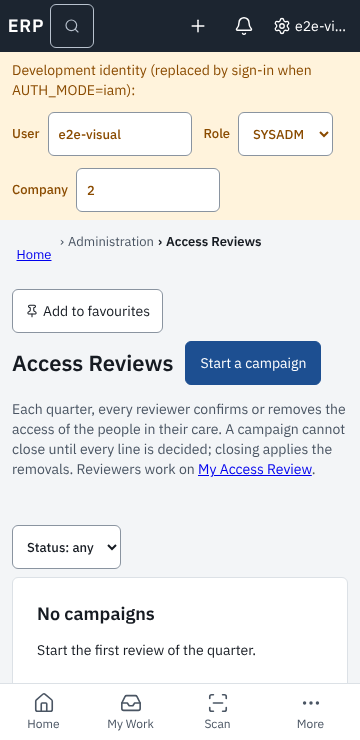 ERP
e2e-vi...
Development identity (replaced by sign-in when
AUTH_MODE=iam):
User e2e-visual Role SYSADM
Company 2
Home › Administration › Access Reviews
Add to favourites
Access Reviews Start a campaign
Each quarter, every reviewer confirms or removes the
access of the people in their care. A campaign cannot
close until every line is decided; closing applies the
removals. Reviewers work on My Access Review.
Status: any
No campaigns
Start the first review of the quarter.
Home My Work Scan More